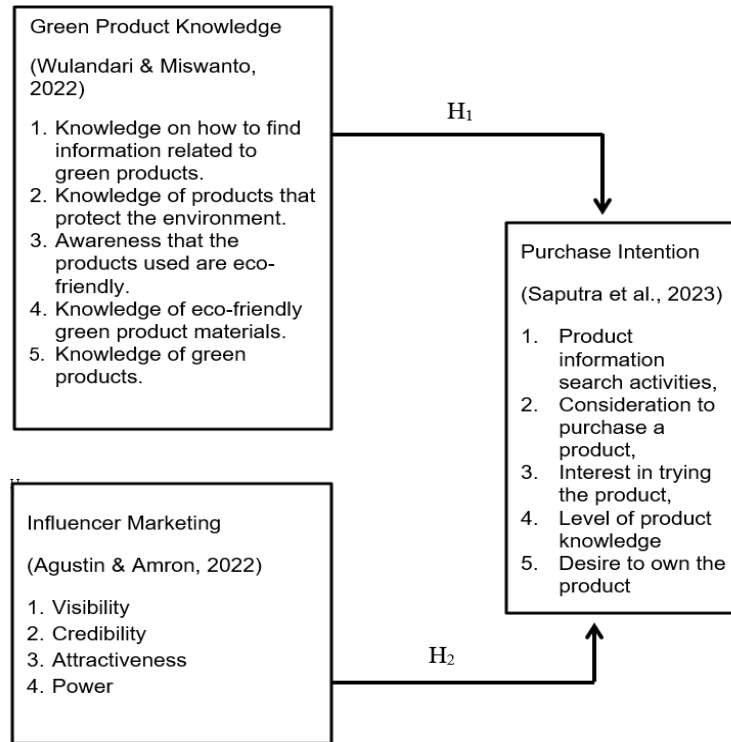 Green Product Knowledge
(Wulandari & Miswanto,
2022)
1. Knowledge on how to find
information related to
green products.
2. Knowledge of products that
protect the environment.
3. Awareness that the
products used are eco-
friendly.
4. Knowledge of eco-friendly
green product materials.
5. Knowledge of green
products.
H₁
Purchase Intention
(Saputra et al., 2023)
1. Product
information
search activities,
2. Consideration to
purchase a
product,
3. Interest in trying
the product,
4. Level of product
knowledge
5. Desire to own the
product
Influencer Marketing
(Agustin & Amron, 2022)
1. Visibility
2. Credibility
3. Attractiveness
4. Power
H₂